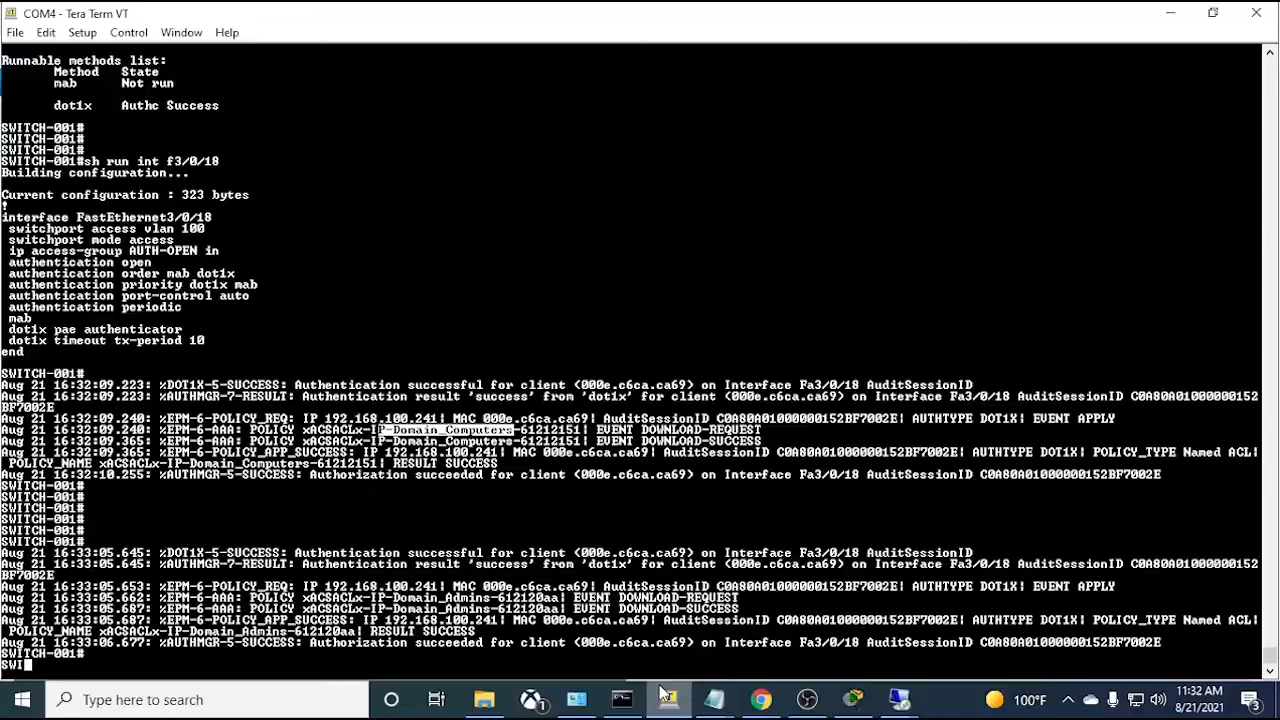 COM4 - Tera Term VT
File Edit Setup Control Window Help
Runnable methods list:
Method State
mab Not run
dot1x Authc Success
SWITCH-001#
SWITCH-001#
SWITCH-001#
SWITCH-001#sh run int f3/0/18
Building configuration...
Current configuration : 323 bytes
!
interface FastEthernet3/0/18
switchport access vlan 100
switchport mode access
ip access-group AUTH-OPEN in
authentication open
authentication order mab dot1x
authentication priority dot1x mab
authentication port-control auto
authentication periodic
mab
dot1x pae authenticator
dot1x timeout tx-period 10
end
SWITCH-001#
Aug 21 16:32:09.223: %DOT1X-5-SUCCESS: Authentication successful for client (000e.c6ca.ca69) on Interface Fa3/0/18 AuditSessionID
Aug 21 16:32:09.223: %AUTHMGR-7-RESULT: Authentication result 'success' from 'dot1x' for client (000e.c6ca.ca69) on Interface Fa3/0/18 AuditSessionID C0A80A01000000152
BF7002E
Aug 21 16:32:09.240: %EPM-6-POLICY_REQ: IP 192.168.100.241| MAC 000e.c6ca.ca69| AuditSessionID C0A80A01000000152BF7002E| AUTHTYPE DOT1X| EVENT APPLY
Aug 21 16:32:09.240: %EPM-6-AAA: POLICY xACSACLx-IP-Domain_Computers-61212151| EVENT DOWNLOAD-REQUEST
Aug 21 16:32:09.365: %EPM-6-AAA: POLICY xACSACLx-IP-Domain_Computers-61212151| EVENT DOWNLOAD-SUCCESS
Aug 21 16:32:09.365: %EPM-6-POLICY_APP_SUCCESS: IP 192.168.100.241| MAC 000e.c6ca.ca69| AuditSessionID C0A80A01000000152BF7002E| AUTHTYPE DOT1X| POLICY_TYPE Named ACL|
POLICY_NAME xACSACLx-IP-Domain_Computers-61212151| RESULT SUCCESS
Aug 21 16:32:10.255: %AUTHMGR-5-SUCCESS: Authorization succeeded for client (000e.c6ca.ca69) on Interface Fa3/0/18 AuditSessionID C0A80A01000000152BF7002E
SWITCH-001#
SWITCH-001#
SWITCH-001#
SWITCH-001#
SWITCH-001#
SWITCH-001#
Aug 21 16:33:05.645: %DOT1X-5-SUCCESS: Authentication successful for client (000e.c6ca.ca69) on Interface Fa3/0/18 AuditSessionID
Aug 21 16:33:05.645: %AUTHMGR-7-RESULT: Authentication result 'success' from 'dot1x' for client (000e.c6ca.ca69) on Interface Fa3/0/18 AuditSessionID C0A80A01000000152
BF7002E
Aug 21 16:33:05.653: %EPM-6-POLICY_REQ: IP 192.168.100.241| MAC 000e.c6ca.ca69| AuditSessionID C0A80A01000000152BF7002E| AUTHTYPE DOT1X| EVENT APPLY
Aug 21 16:33:05.662: %EPM-6-AAA: POLICY xACSACLx-IP-Domain_Admins-612120aa| EVENT DOWNLOAD-REQUEST
Aug 21 16:33:05.687: %EPM-6-AAA: POLICY xACSACLx-IP-Domain_Admins-612120aa| EVENT DOWNLOAD-SUCCESS
Aug 21 16:33:05.687: %EPM-6-POLICY_APP_SUCCESS: IP 192.168.100.241| MAC 000e.c6ca.ca69| AuditSessionID C0A80A01000000152BF7002E| AUTHTYPE DOT1X| POLICY_TYPE Named ACL|
POLICY_NAME xACSACLx-IP-Domain_Admins-612120aa| RESULT SUCCESS
Aug 21 16:33:06.677: %AUTHMGR-5-SUCCESS: Authorization succeeded for client (000e.c6ca.ca69) on Interface Fa3/0/18 AuditSessionID C0A80A01000000152BF7002E
SWITCH-001#
SWI
Type here to search
1
100°F
11:32 AM
8/21/2021
3